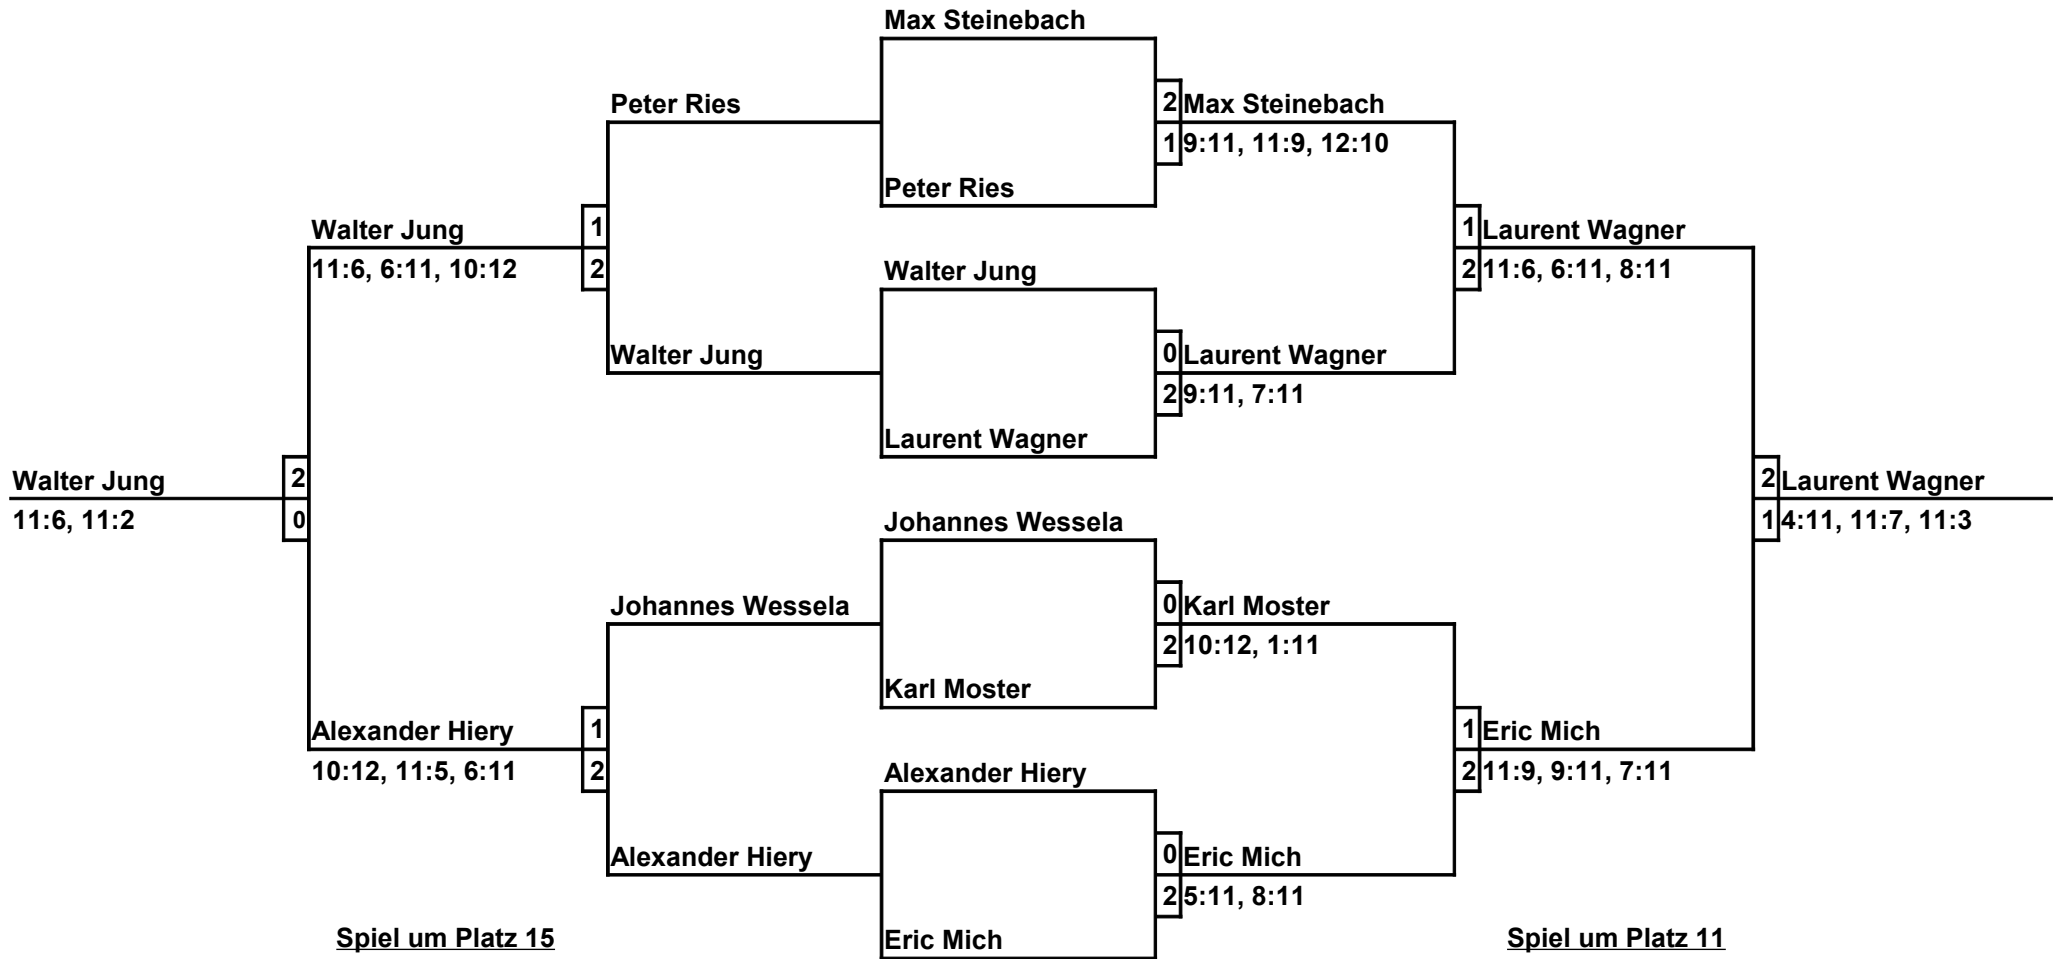 Max Steinebach
Peter Ries
2 Max Steinebach
1 9:11, 11:9, 12:10
Peter Ries
Walter Jung
1
1 Laurent Wagner
11:6, 6:11, 10:12
2
Walter Jung
2 11:6, 6:11, 8:11
Walter Jung
0 Laurent Wagner
2 9:11, 7:11
Laurent Wagner
Walter Jung
2
2 Laurent Wagner
11:6, 11:2
0
Johannes Wessela
1 4:11, 11:7, 11:3
Johannes Wessela
0 Karl Moster
2 10:12, 1:11
Karl Moster
Alexander Hiery
1
1 Eric Mich
10:12, 11:5, 6:11
2
Alexander Hiery
2 11:9, 9:11, 7:11
Alexander Hiery
0 Eric Mich
2 5:11, 8:11
Spiel um Platz 15
Eric Mich
Spiel um Platz 11